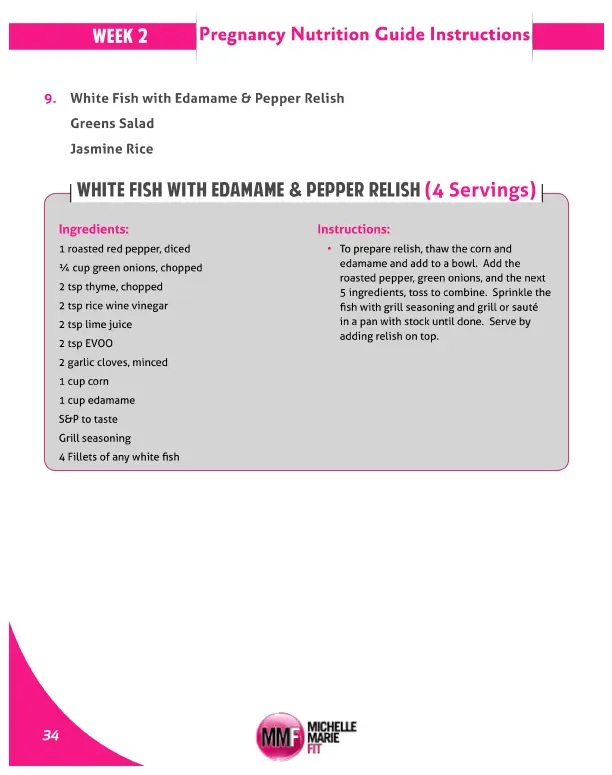 WEEK 2
Pregnancy Nutrition Guide Instructions
9. White Fish with Edamame & Pepper Relish
Greens Salad
Jasmine Rice
WHITE FISH WITH EDAMAME & PEPPER RELISH (4 Servings)
Ingredients:
1 roasted red pepper, diced
¼ cup green onions, chopped
2 tsp thyme, chopped
2 tsp rice wine vinegar
2 tsp lime juice
2 tsp EVOO
2 garlic cloves, minced
1 cup corn
1 cup edamame
S&P to taste
Grill seasoning
4 Fillets of any white fish
Instructions:
• To prepare relish, thaw the corn and
edamame and add to a bowl. Add the
roasted pepper, green onions, and the next
5 ingredients, toss to combine. Sprinkle the
fish with grill seasoning and grill or sauté
in a pan with stock until done. Serve by
adding relish on top.
34
MMF
MICHELLE
MARIE
FIT